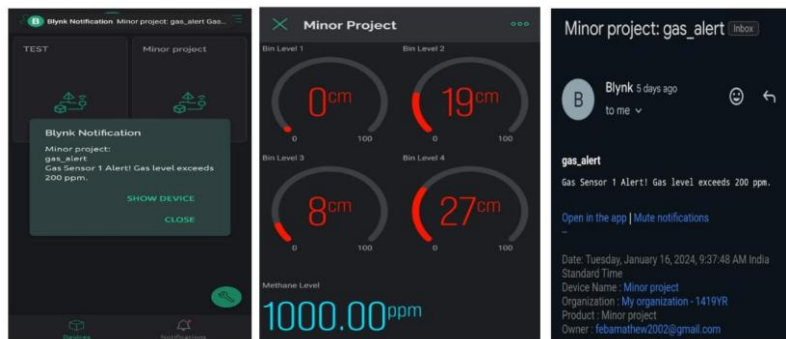 B Blynk Notification Minor project: gas_alert Gas...
TEST
Minor project
Blynk Notification
Minor project:
gas_alert
Gas Sensor 1 Alert! Gas level exceeds
200 ppm.
SHOW DEVICE
CLOSE
Devices
Notifications
Minor Project
Bin Level 1
0cm
0
100
Bin Level 2
19cm
0
100
Bin Level 3
8cm
0
100
Bin Level 4
27cm
0
100
Methane Level
1000.00ppm
Minor project: gas_alert Inbox
B
Blynk 5 days ago
to me
gas_alert
Gas Sensor 1 Alert! Gas level exceeds 200 ppm.
Open in the app | Mute notifications
--
Date: Tuesday, January 16, 2024, 9:37:48 AM India
Standard Time
Device Name : Minor project
Organization : My organization - 1419YR
Product : Minor project
Owner : febamathew2002@gmail.com